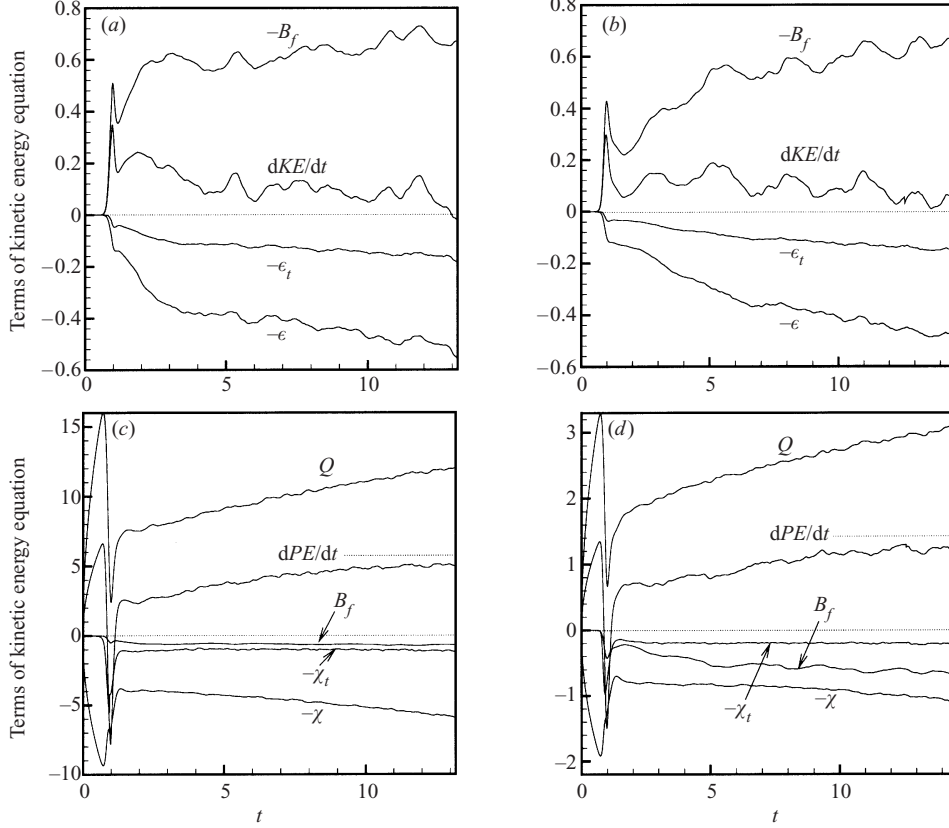 (a)
0.8
0.6
0.4
0.2
0
−0.2
−0.4
−0.6
Terms of kinetic energy equation
−B_f
dKE/dt
−ϵ_t
−ϵ
0
5
10
(b)
0.8
0.6
0.4
0.2
0
−0.2
−0.4
−0.6
−B_f
dKE/dt
−ϵ_t
−ϵ
0
5
10
(c)
15
10
5
0
−5
−10
Terms of kinetic energy equation
Q
dPE/dt
B_f
−χ_t
−χ
0
5
10
t
(d)
3
2
1
0
−1
−2
Q
dPE/dt
B_f
−χ_t
−χ
0
5
10
t